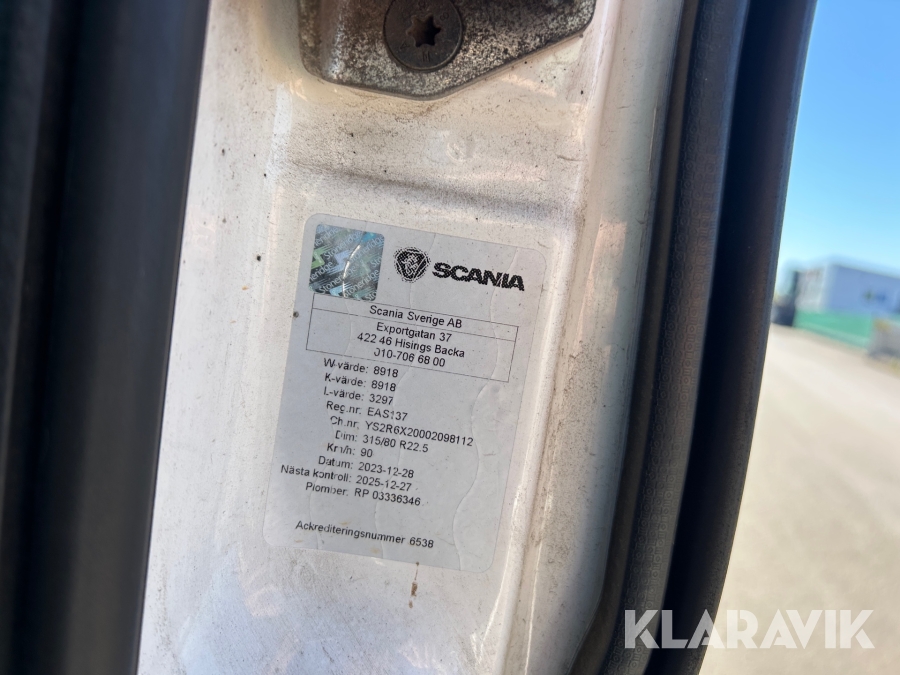 SCANIA
Scania Sverige AB
Exportgatan 37
422 46 Hisings Backa
010-706 68 00
W-värde: 8918
K-värde: 8918
L-värde: 3297
Reg.nr: EAS137
Ch.nr: YS2R6X20002098112
Dim: 315/80 R22.5
Km/h: 90
Datum: 2023-12-28
Nästa kontroll: 2025-12-27
Plomber: RP 03336346
Ackrediteringsnummer 6538
KLARAVIK